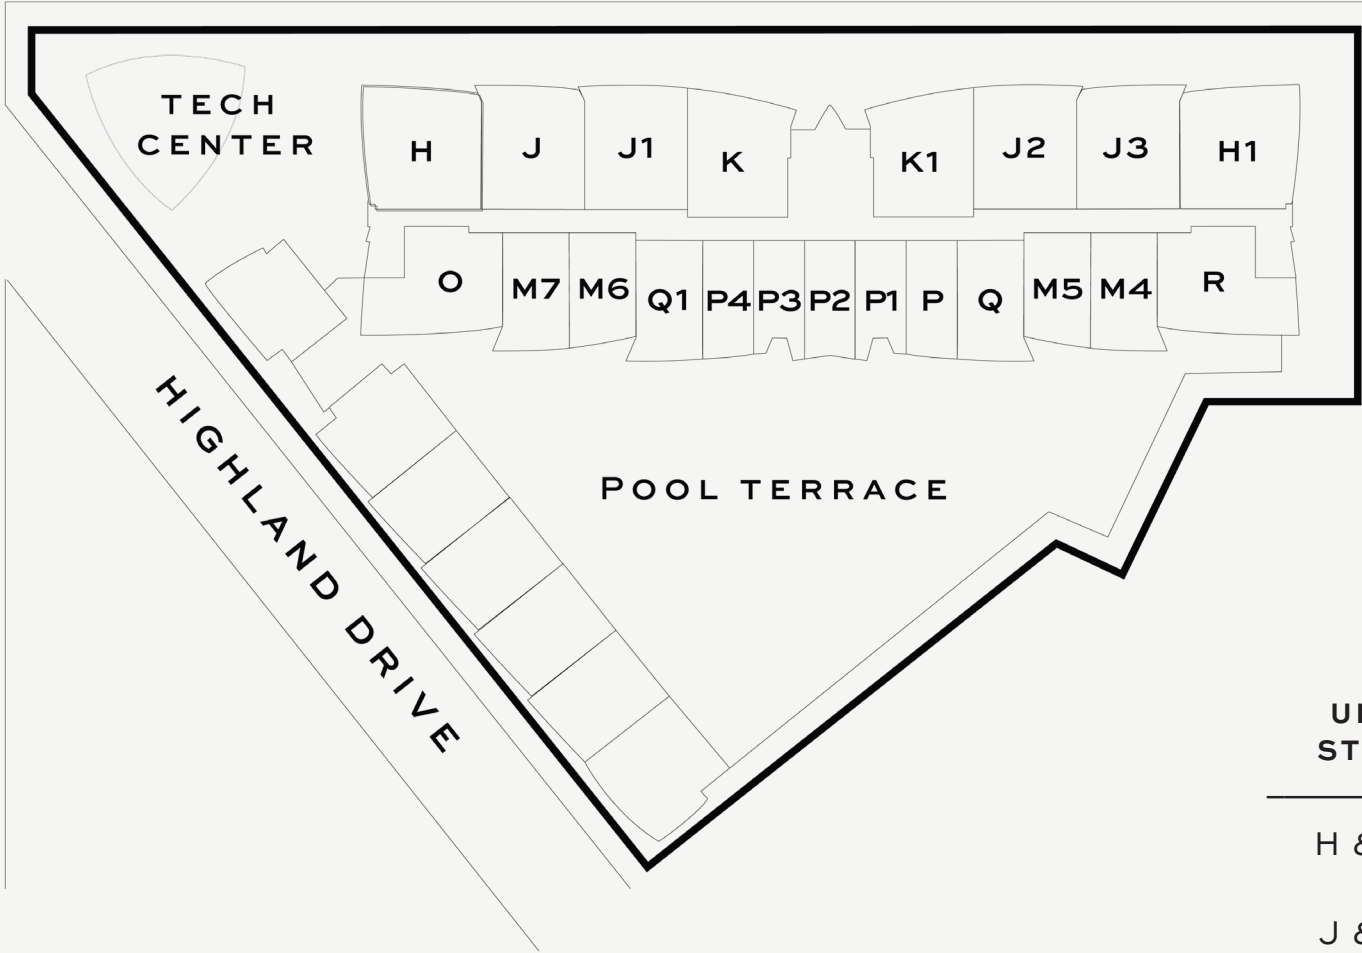 TECH
CENTER
H
J
J1
K
K1
J2
J3
H1
O
M7
M6
Q1
P4
P3
P2
P1
P
Q
M5
M4
R
HIGHLAND DRIVE
POOL TERRACE
ST
H &
J &